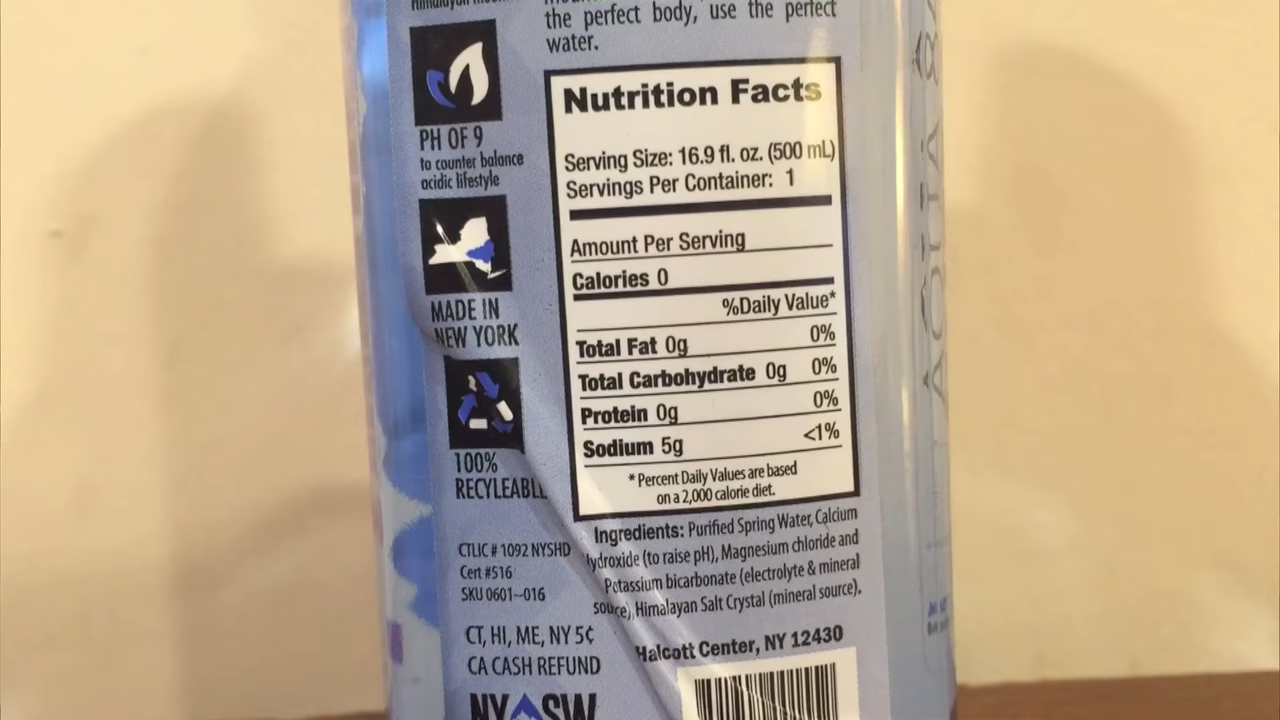 the perfect body, use the perfect
water.
PH OF 9
to counter balance
acidic lifestyle
MADE IN
NEW YORK
100%
RECYLEABLE
CTLIC # 1092 NYSHD
Cert #516
SKU 0601--016
CT, HI, ME, NY 5¢
CA CASH REFUND
NY SW
Nutrition Facts
Serving Size: 16.9 fl. oz. (500 mL)
Servings Per Container: 1
Amount Per Serving
Calories 0
%Daily Value*
Total Fat 0g 0%
Total Carbohydrate 0g 0%
Protein 0g 0%
Sodium 5g <1%
* Percent Daily Values are based
on a 2,000 calorie diet.
Ingredients: Purified Spring Water, Calcium
ydroxide (to raise pH), Magnesium chloride and
Potassium bicarbonate (electrolyte & mineral
souce), Himalayan Salt Crystal (mineral source).
Halcott Center, NY 12430